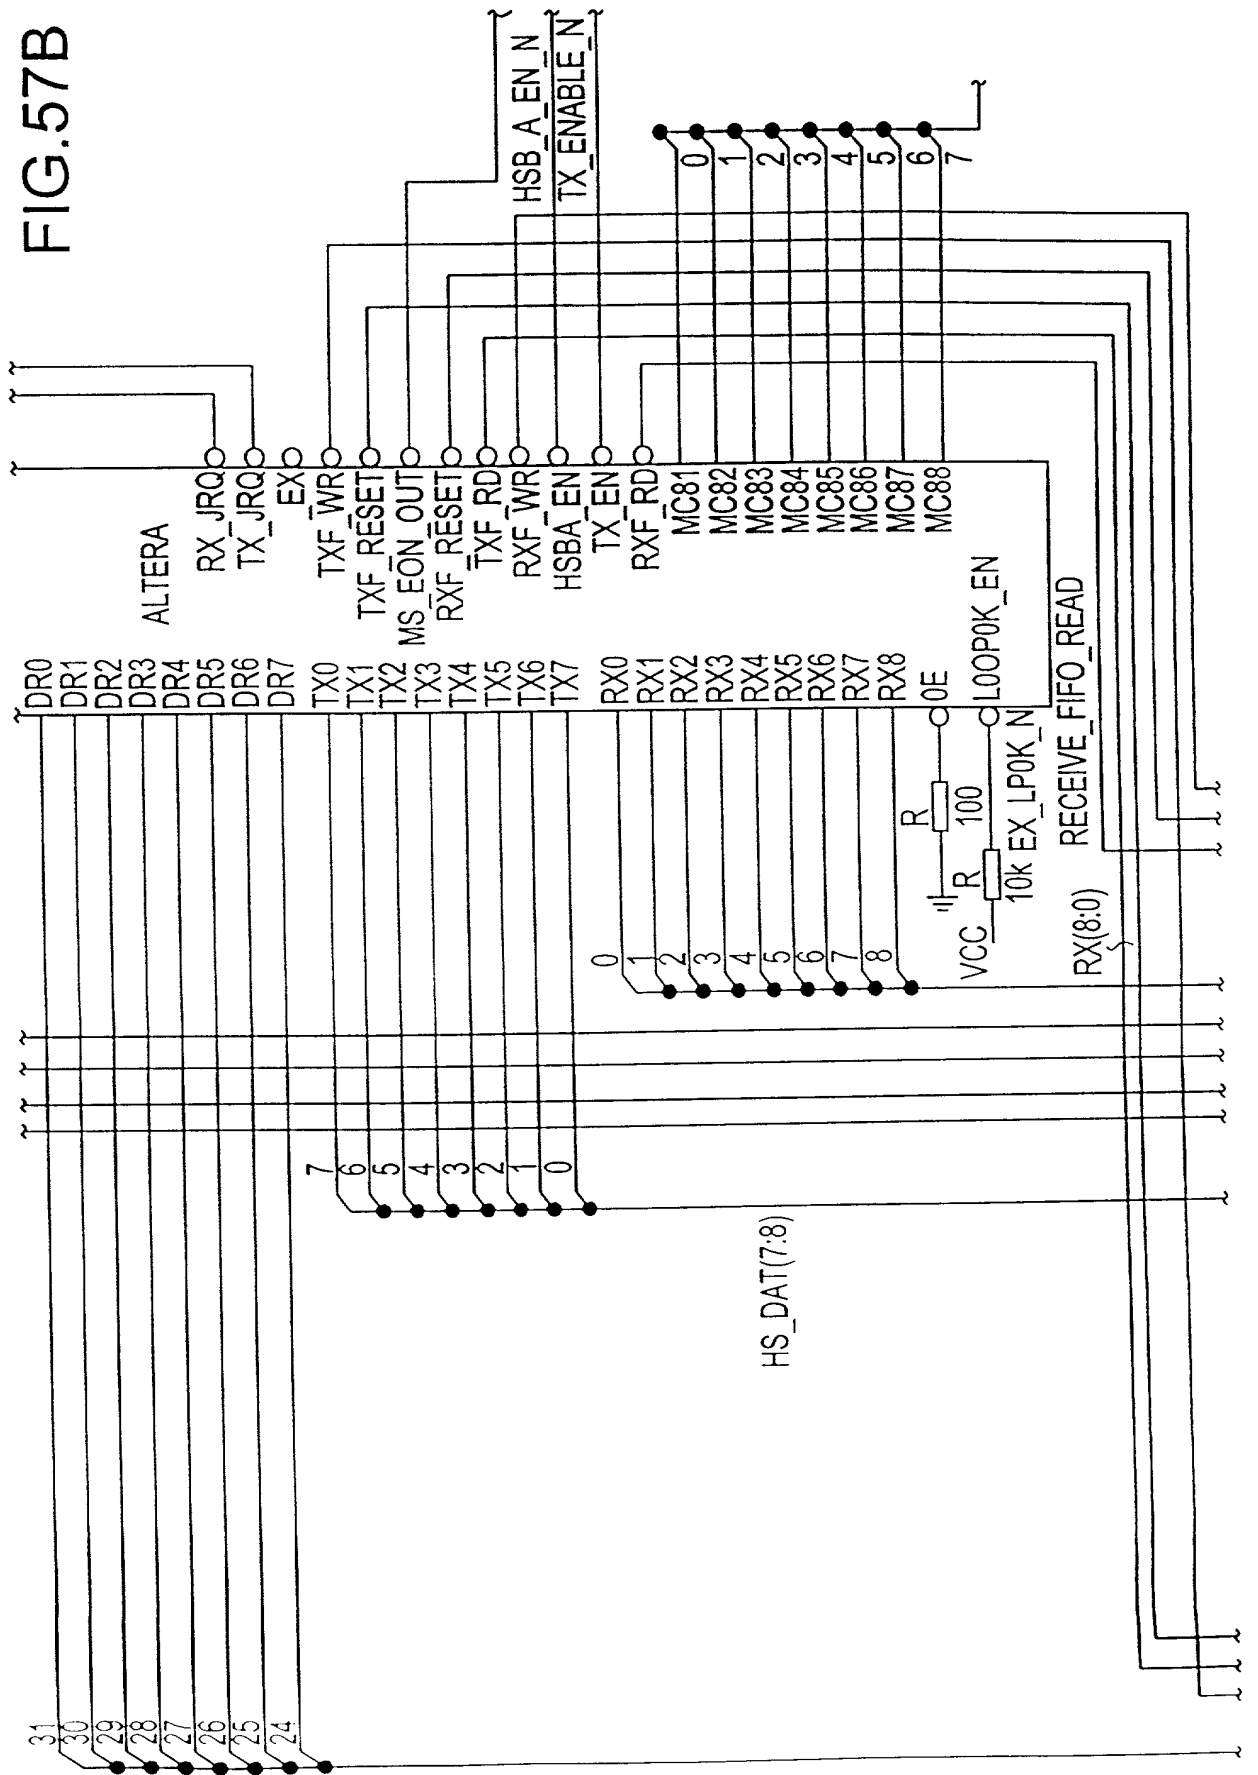 FIG.57B
HSB_A_EN_N
TX_ENABLE_N
ALTERA
DR0
DR1
DR2
DR3
DR4
DR5
DR6
DR7
TX0
TX1
TX2
TX3
TX4
TX5
TX6
TX7
RX0
RX1
RX2
RX3
RX4
RX5
RX6
RX7
RX8
OE
LOOP0K_EN
RX_JRQ
TX_JRQ
EX
TXF_WR
TXF_RESET
MS_EON_OUT
RXF_RESET
TXF_RD
RXF_WR
HSBA_EN
TX_EN
RXF_RD
MC81
MC82
MC83
MC84
MC85
MC86
MC87
MC88
0
1
2
3
4
5
6
7
31
30
29
28
27
26
25
24
7
6
5
4
3
2
1
0
0
1
2
3
4
5
6
7
8
R
100
R
10k
VCC
EX_LP0K_N
RECEIVE_FIFO_READ
RX(8:0)
HS_DAT(7:8)